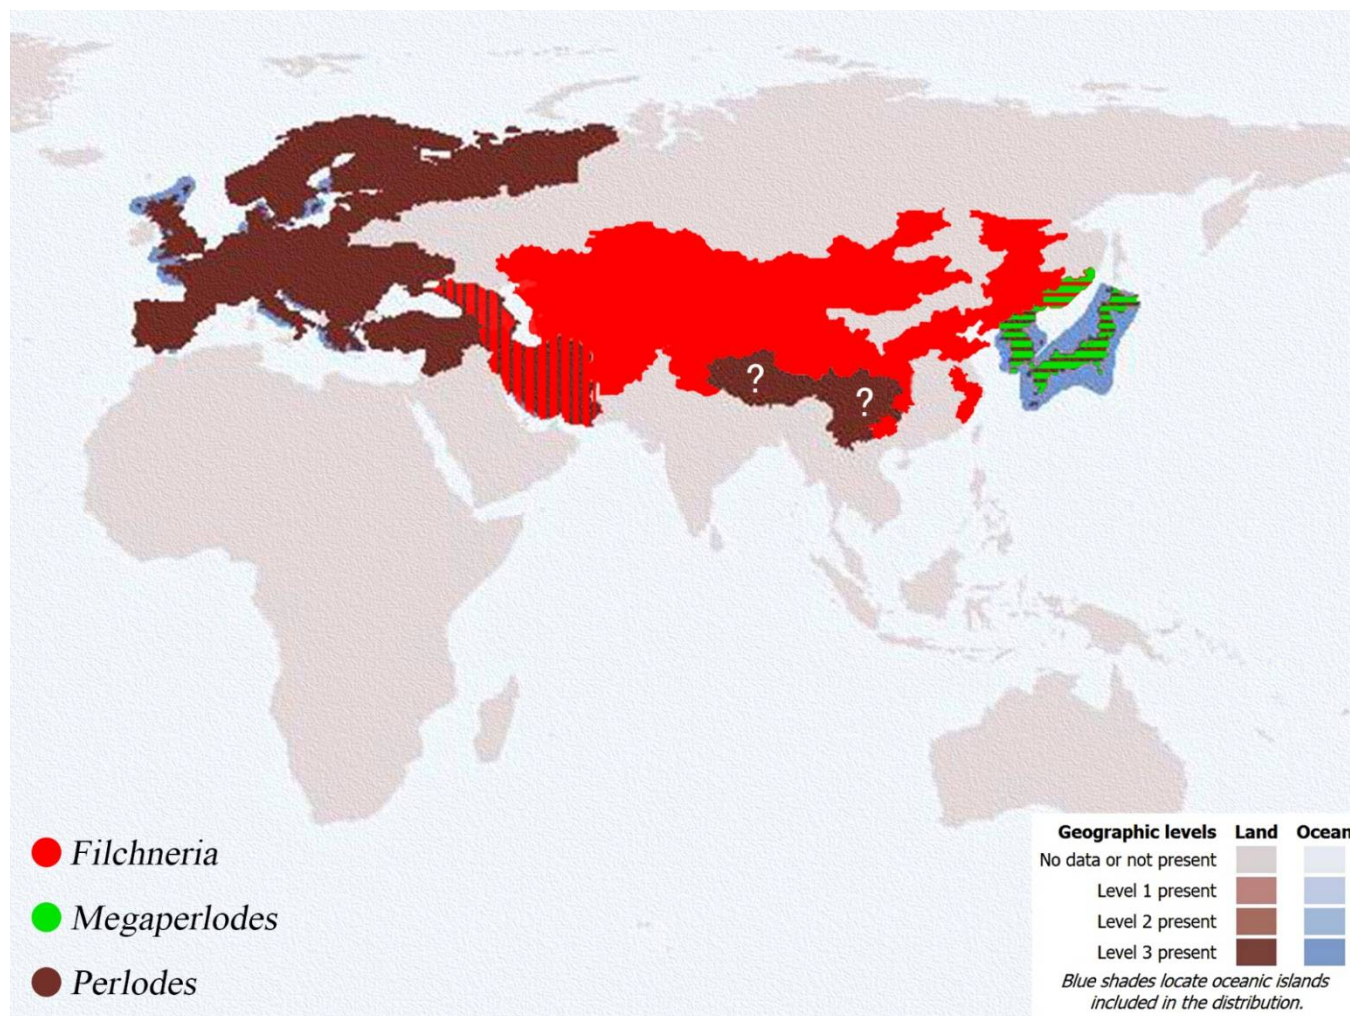 ?
?
Filchneria
Megaperlodes
Perlodes
Geographic levels Land Ocean
No data or not present
Level 1 present
Level 2 present
Level 3 present
Blue shades locate oceanic islands
included in the distribution.